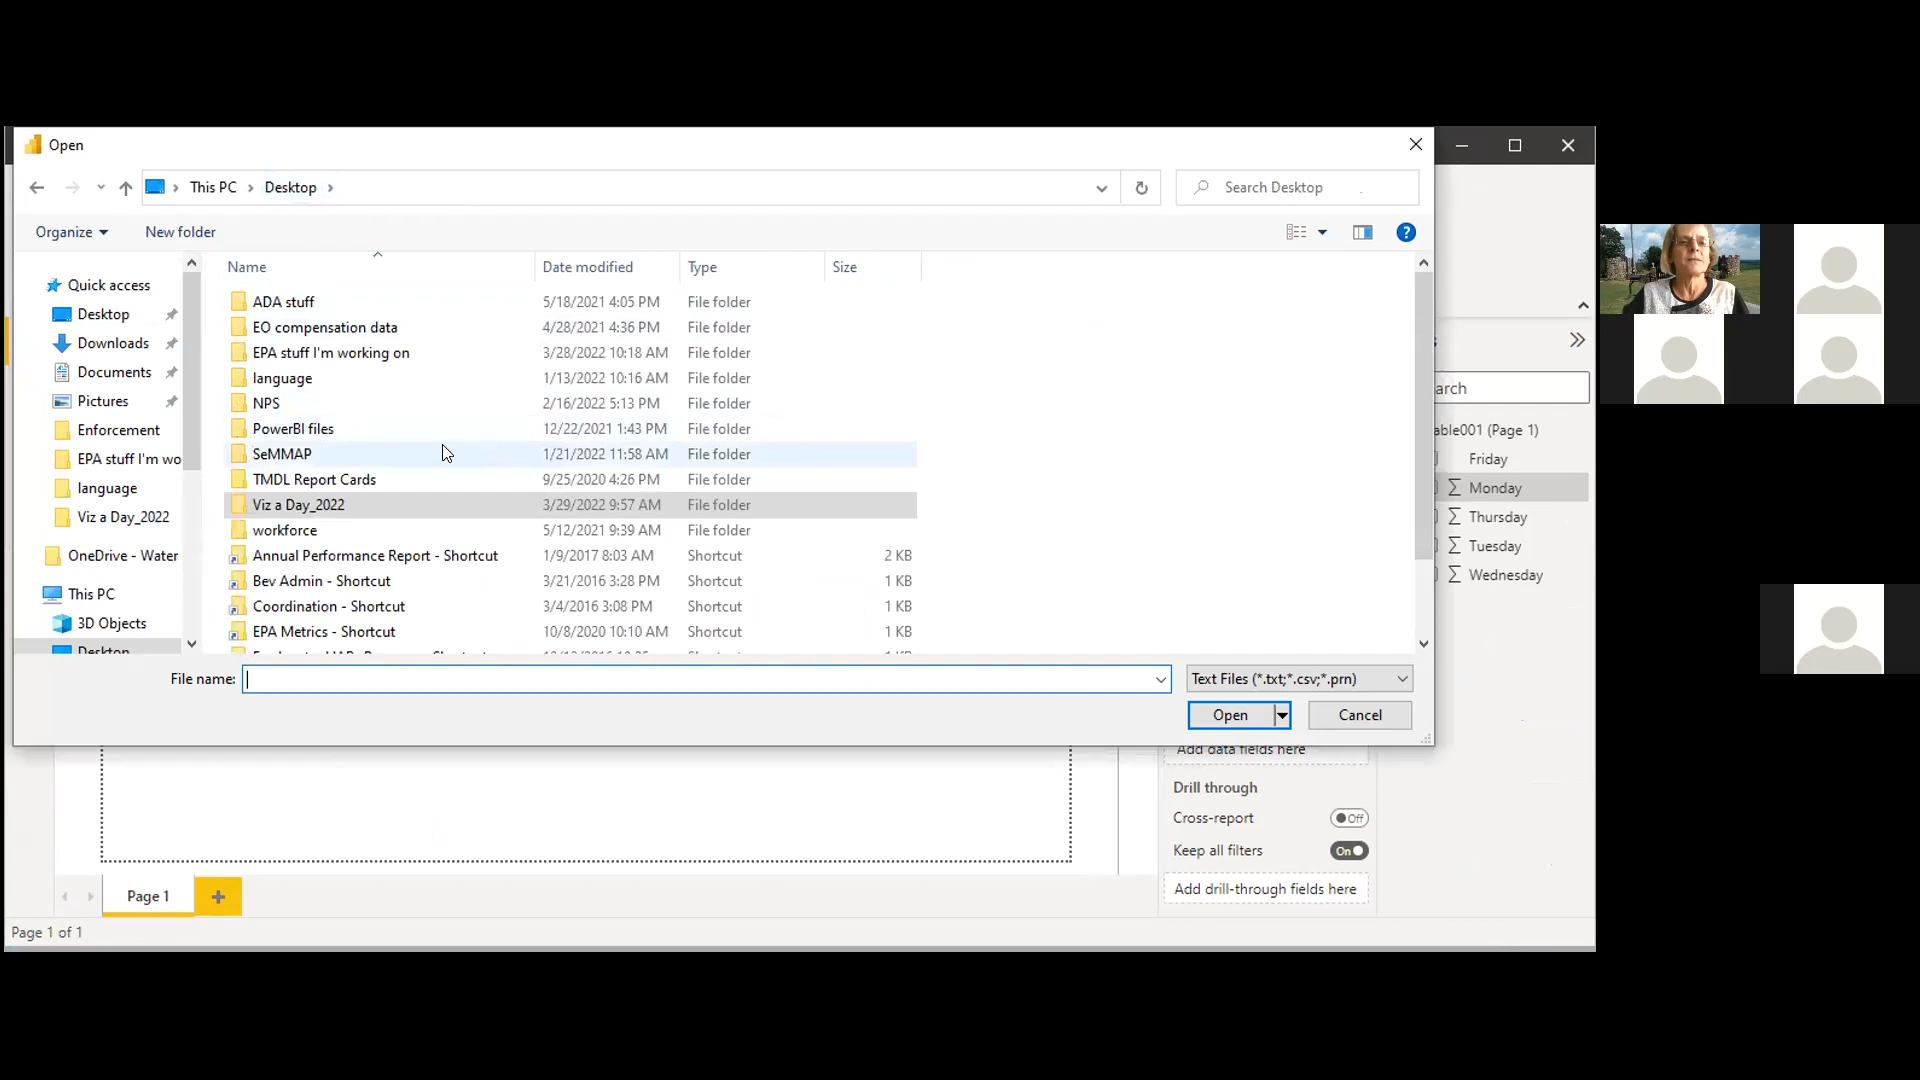 Open
This PC > Desktop >
Search Desktop
Organize
New folder
Name
Date modified
Type
Size
Quick access
Desktop
Downloads
Documents
Pictures
Enforcement
EPA stuff I'm wo
language
Viz a Day_2022
OneDrive - Water
This PC
3D Objects
Desktop
ADA stuff 5/18/2021 4:05 PM File folder
EO compensation data 4/28/2021 4:36 PM File folder
EPA stuff I'm working on 3/28/2022 10:18 AM File folder
language 1/13/2022 10:16 AM File folder
NPS 2/16/2022 5:13 PM File folder
PowerBI files 12/22/2021 1:43 PM File folder
SeMMAP 1/21/2022 11:58 AM File folder
TMDL Report Cards 9/25/2020 4:26 PM File folder
Viz a Day_2022 3/29/2022 9:57 AM File folder
workforce 5/12/2021 9:39 AM File folder
Annual Performance Report - Shortcut 1/9/2017 8:03 AM Shortcut 2 KB
Bev Admin - Shortcut 3/21/2016 3:28 PM Shortcut 1 KB
Coordination - Shortcut 3/4/2016 3:08 PM Shortcut 1 KB
EPA Metrics - Shortcut 10/8/2020 10:10 AM Shortcut 1 KB
File name:
Text Files (*.txt;*.csv;*.prn)
Open
Cancel
arch
able001 (Page 1)
Friday
Monday
Thursday
Tuesday
Wednesday
Add data fields here
Drill through
Cross-report Off
Keep all filters On
Add drill-through fields here
Page 1
Page 1 of 1